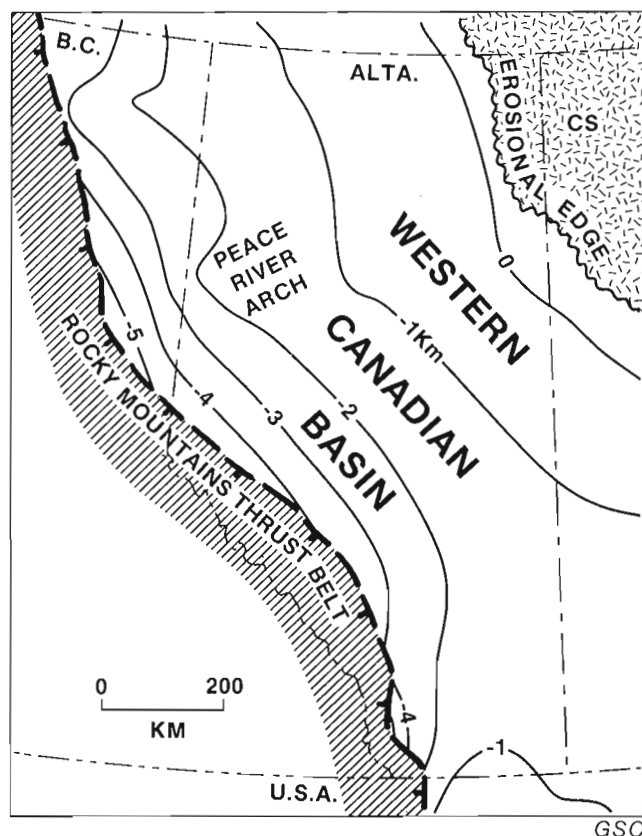 B.C.
ALTA.
EROSIONAL EDGE
CS
WESTERN
CANADIAN
BASIN
PEACE
RIVER
ARCH
0
-1Km
-2
-3
-4
-5
ROCKY MOUNTAINS THRUST BELT
0 200
KM
-4
-1
U.S.A.
GSC